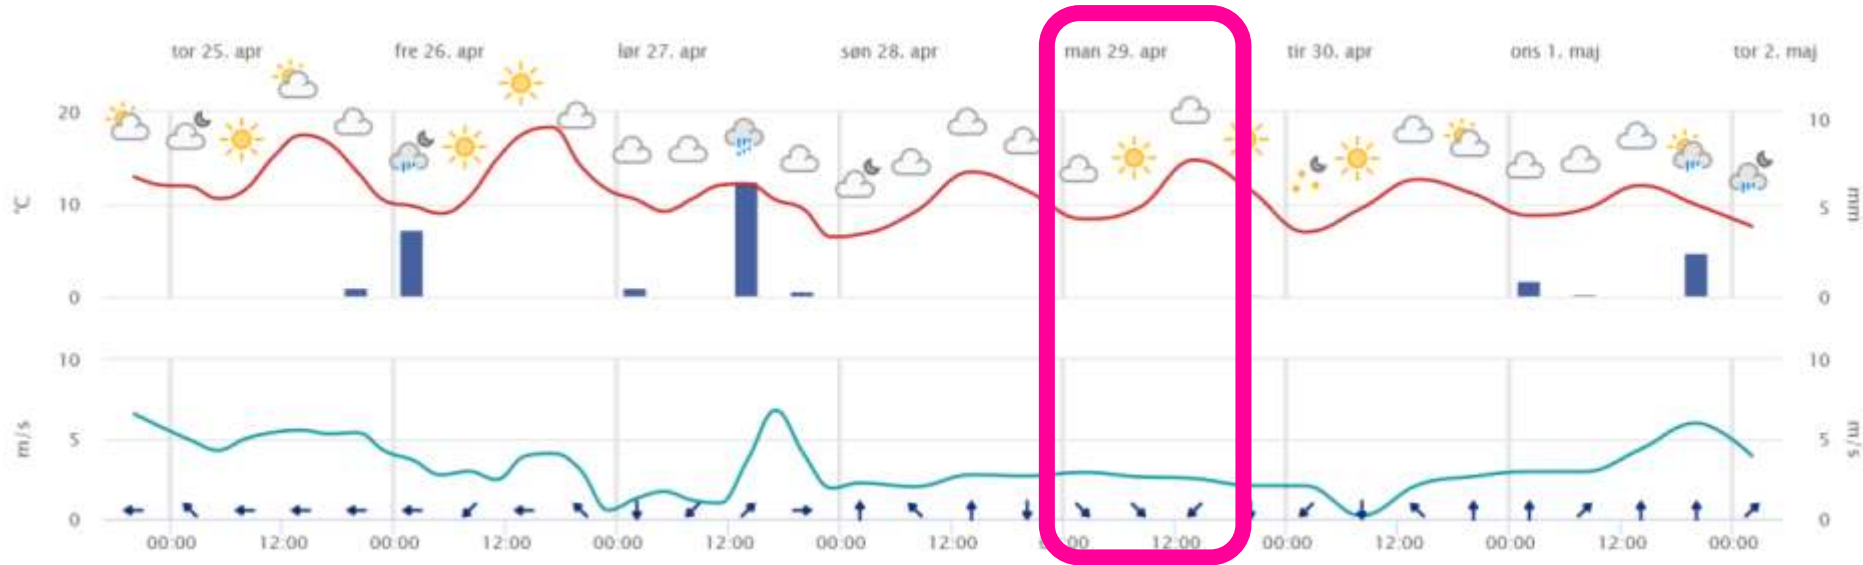 tor 25. apr fre 26. apr lør 27. apr søn 28. apr man 29. apr tir 30. apr ons 1. maj tor 2. maj
20 10
°C 10 5 mm
0 0
10 10
m/s 5 5 m/s
0 0
00:00 12:00 00:00 12:00 00:00 12:00 00:00 12:00 12:00 00:00 12:00 00:00 12:00 00:00